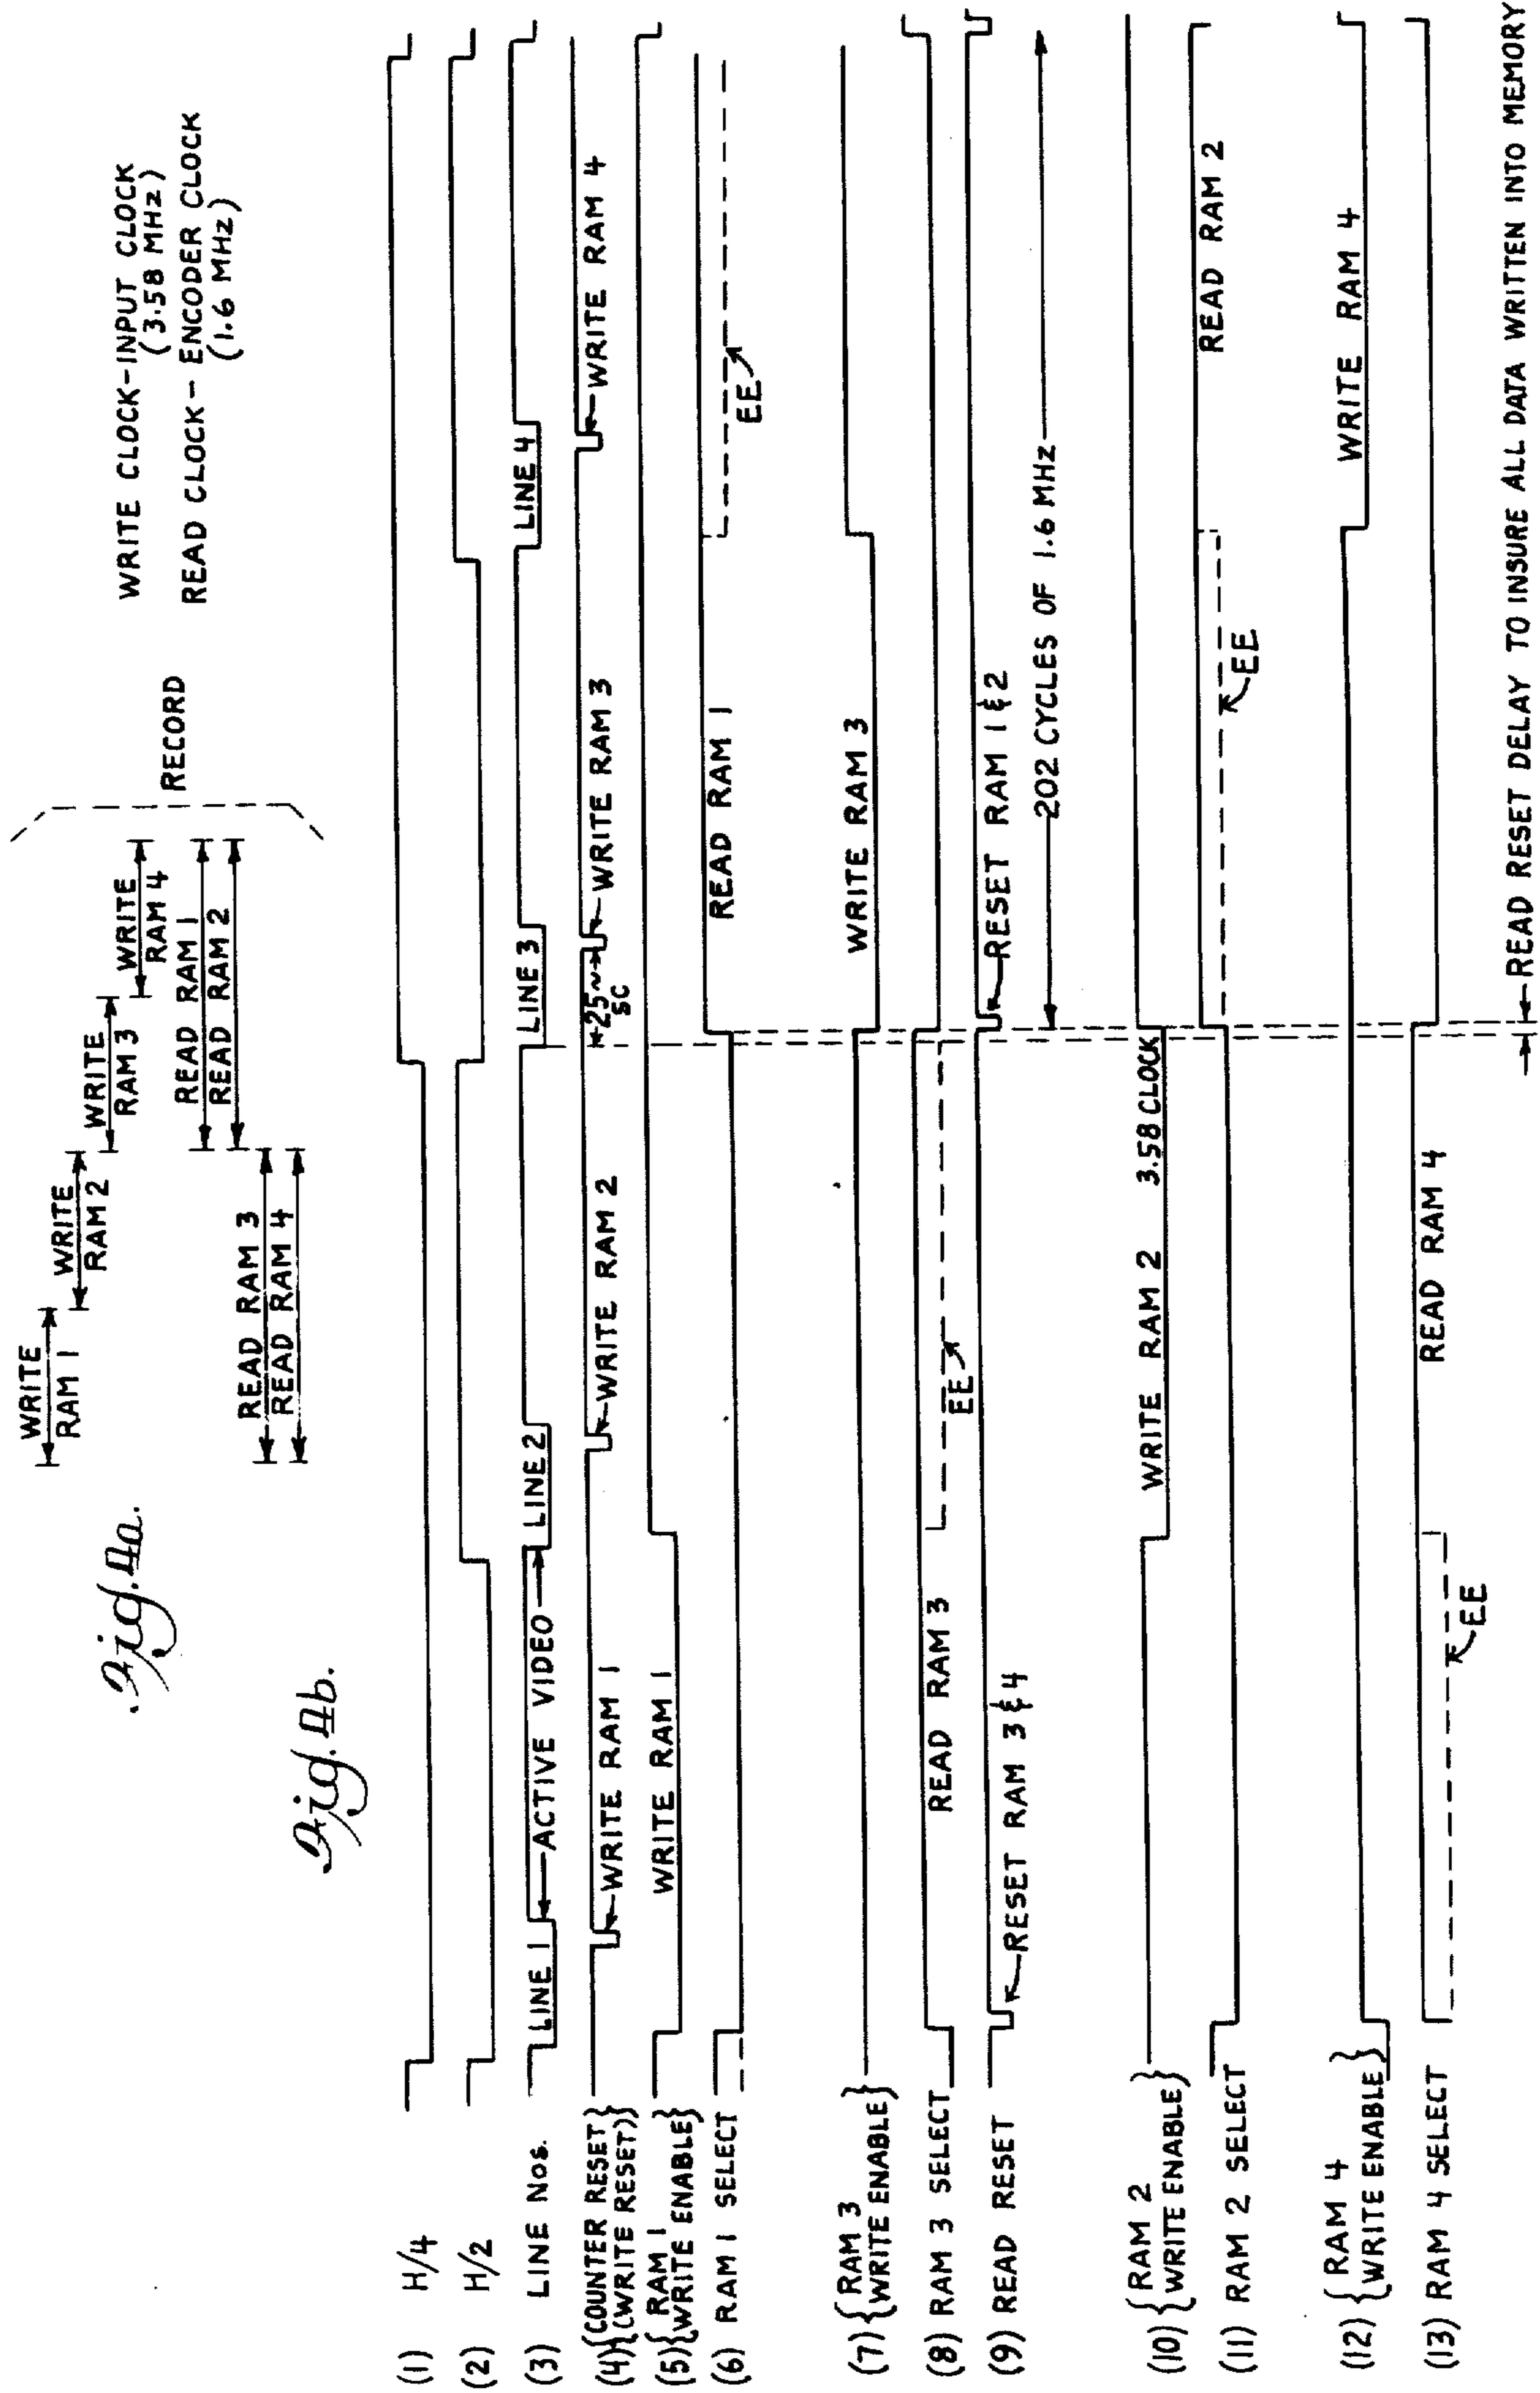 Fig. 4a.
WRITE
RAM 1
WRITE
RAM 2
WRITE
RAM 3
WRITE
RAM 4
READ RAM 1
READ RAM 2
READ RAM 3
READ RAM 4
RECORD
WRITE CLOCK-INPUT CLOCK
(3.58 MHz)
READ CLOCK-ENCODER CLOCK
(1.6 MHz)
Fig. 4b.
(1) H/4
(2) H/2
(3) LINE Nos.
LINE 1
ACTIVE VIDEO
LINE 2
LINE 3
LINE 4
(4) {COUNTER RESET}
{(WRITE RESET)}
WRITE RAM 1
WRITE RAM 2
25~
SC
WRITE RAM 3
WRITE RAM 4
(5) {RAM 1
WRITE ENABLE}
WRITE RAM 1
(6) RAM 1 SELECT
READ RAM 1
EE
(7) {RAM 3
WRITE ENABLE}
WRITE RAM 3
(8) RAM 3 SELECT
READ RAM 3
EE
(9) READ RESET
RESET RAM 3 & 4
RESET RAM 1 & 2
202 CYCLES OF 1.6 MHz
(10) {RAM 2
WRITE ENABLE}
WRITE RAM 2 3.58 CLOCK
(11) RAM 2 SELECT
EE
READ RAM 2
(12) {RAM 4
WRITE ENABLE}
WRITE RAM 4
(13) RAM 4 SELECT
EE
READ RAM 4
READ RESET DELAY TO INSURE ALL DATA WRITTEN INTO MEMORY